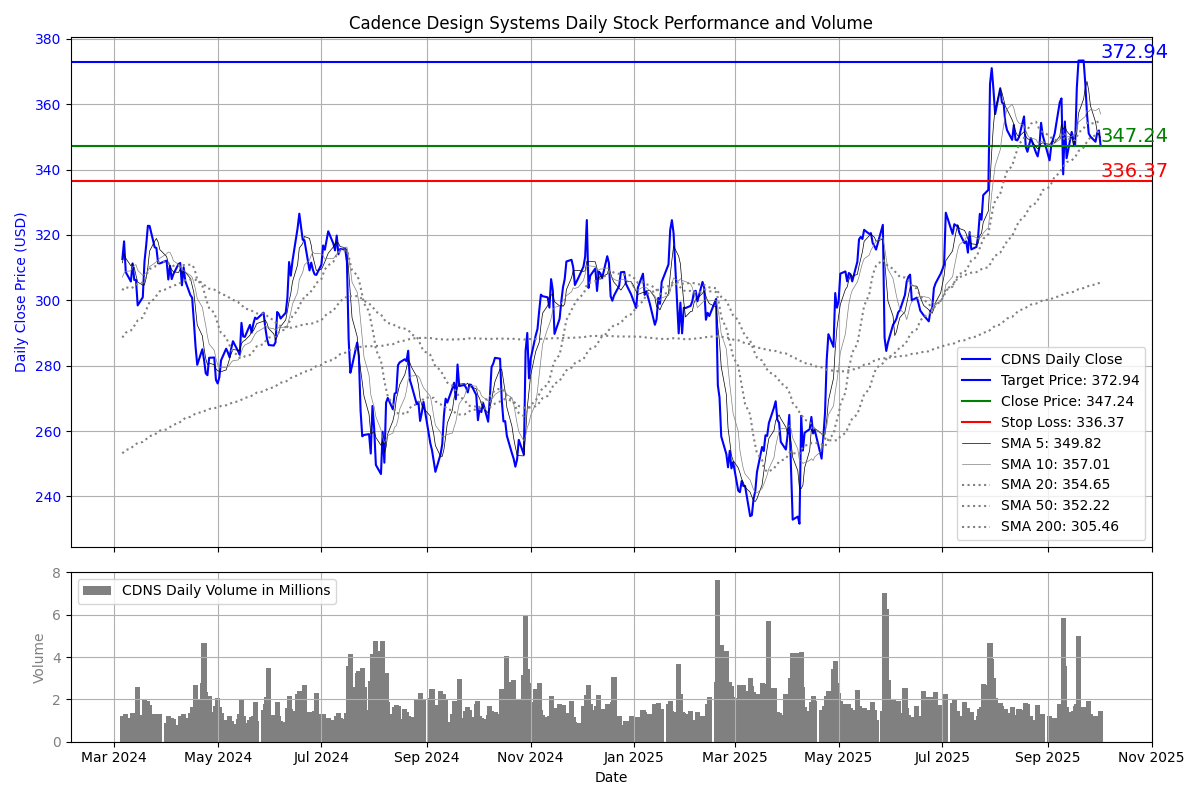 Cadence Design Systems Daily Stock Performance and Volume
380
372.94
360
347.24
340
336.37
320
300
280
260
240
Daily Close Price (USD)
CDNS Daily Close
Target Price: 372.94
Close Price: 347.24
Stop Loss: 336.37
SMA 5: 349.82
SMA 10: 357.01
SMA 20: 354.65
SMA 50: 352.22
SMA 200: 305.46
8
6
4
2
0
Volume
CDNS Daily Volume in Millions
Mar 2024 May 2024 Jul 2024 Sep 2024 Nov 2024 Jan 2025 Mar 2025 May 2025 Jul 2025 Sep 2025 Nov 2025
Date